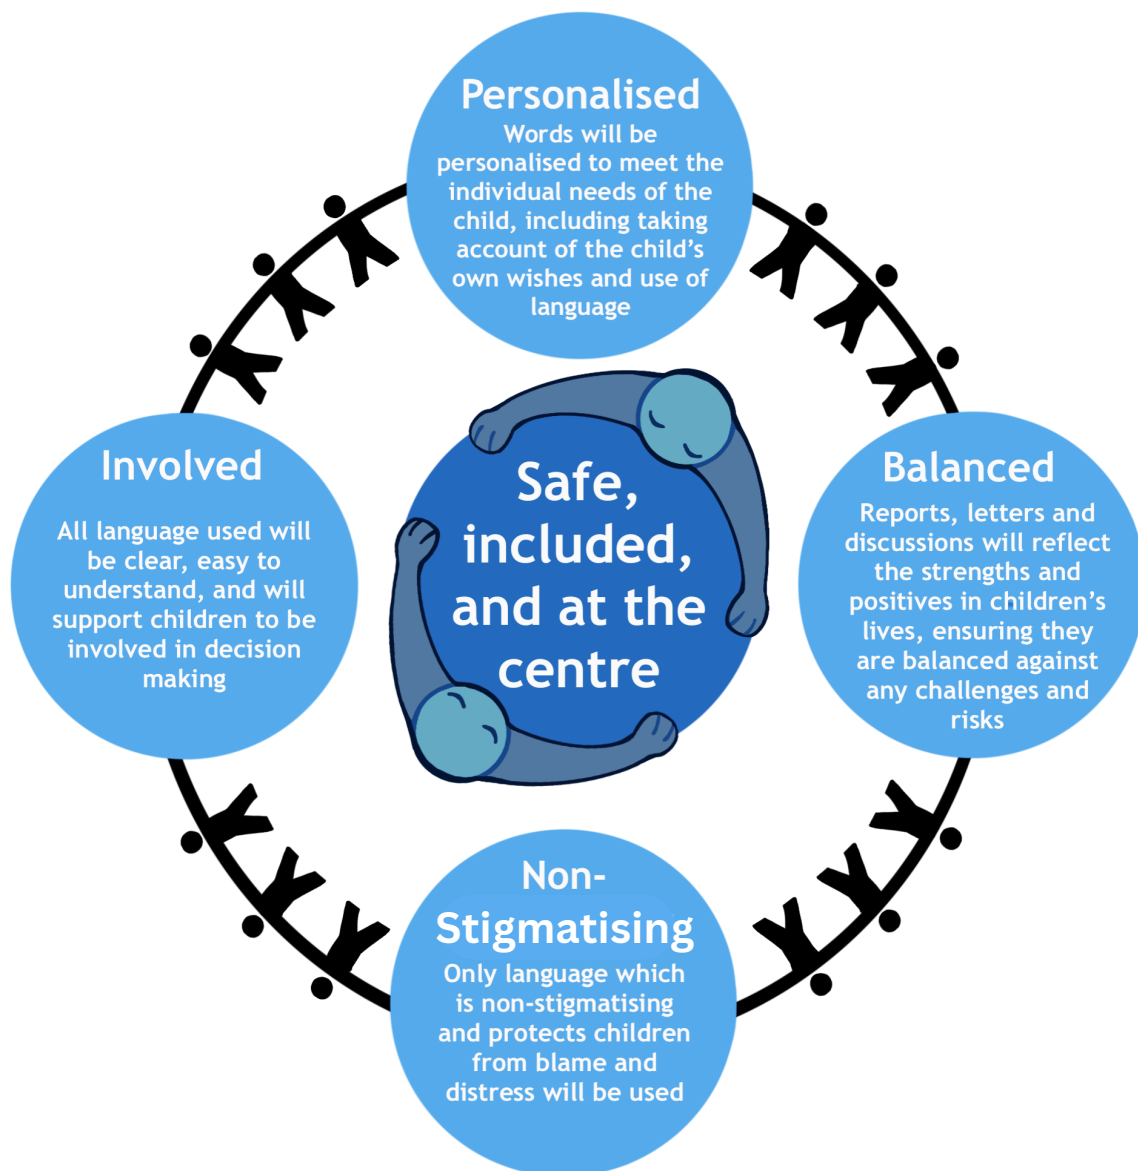 Personalised
Words will be
personalised to meet the
individual needs of the
child, including taking
account of the child's
own wishes and use of
language
Involved
All language used will
be clear, easy to
understand, and will
support children to be
involved in decision
making
Safe,
included,
and at the
centre
Balanced
Reports, letters and
discussions will reflect
the strengths and
positives in children's
lives, ensuring they
are balanced against
any challenges and
risks
Non-
Stigmatising
Only language which
is non-stigmatising
and protects children
from blame and
distress will be used